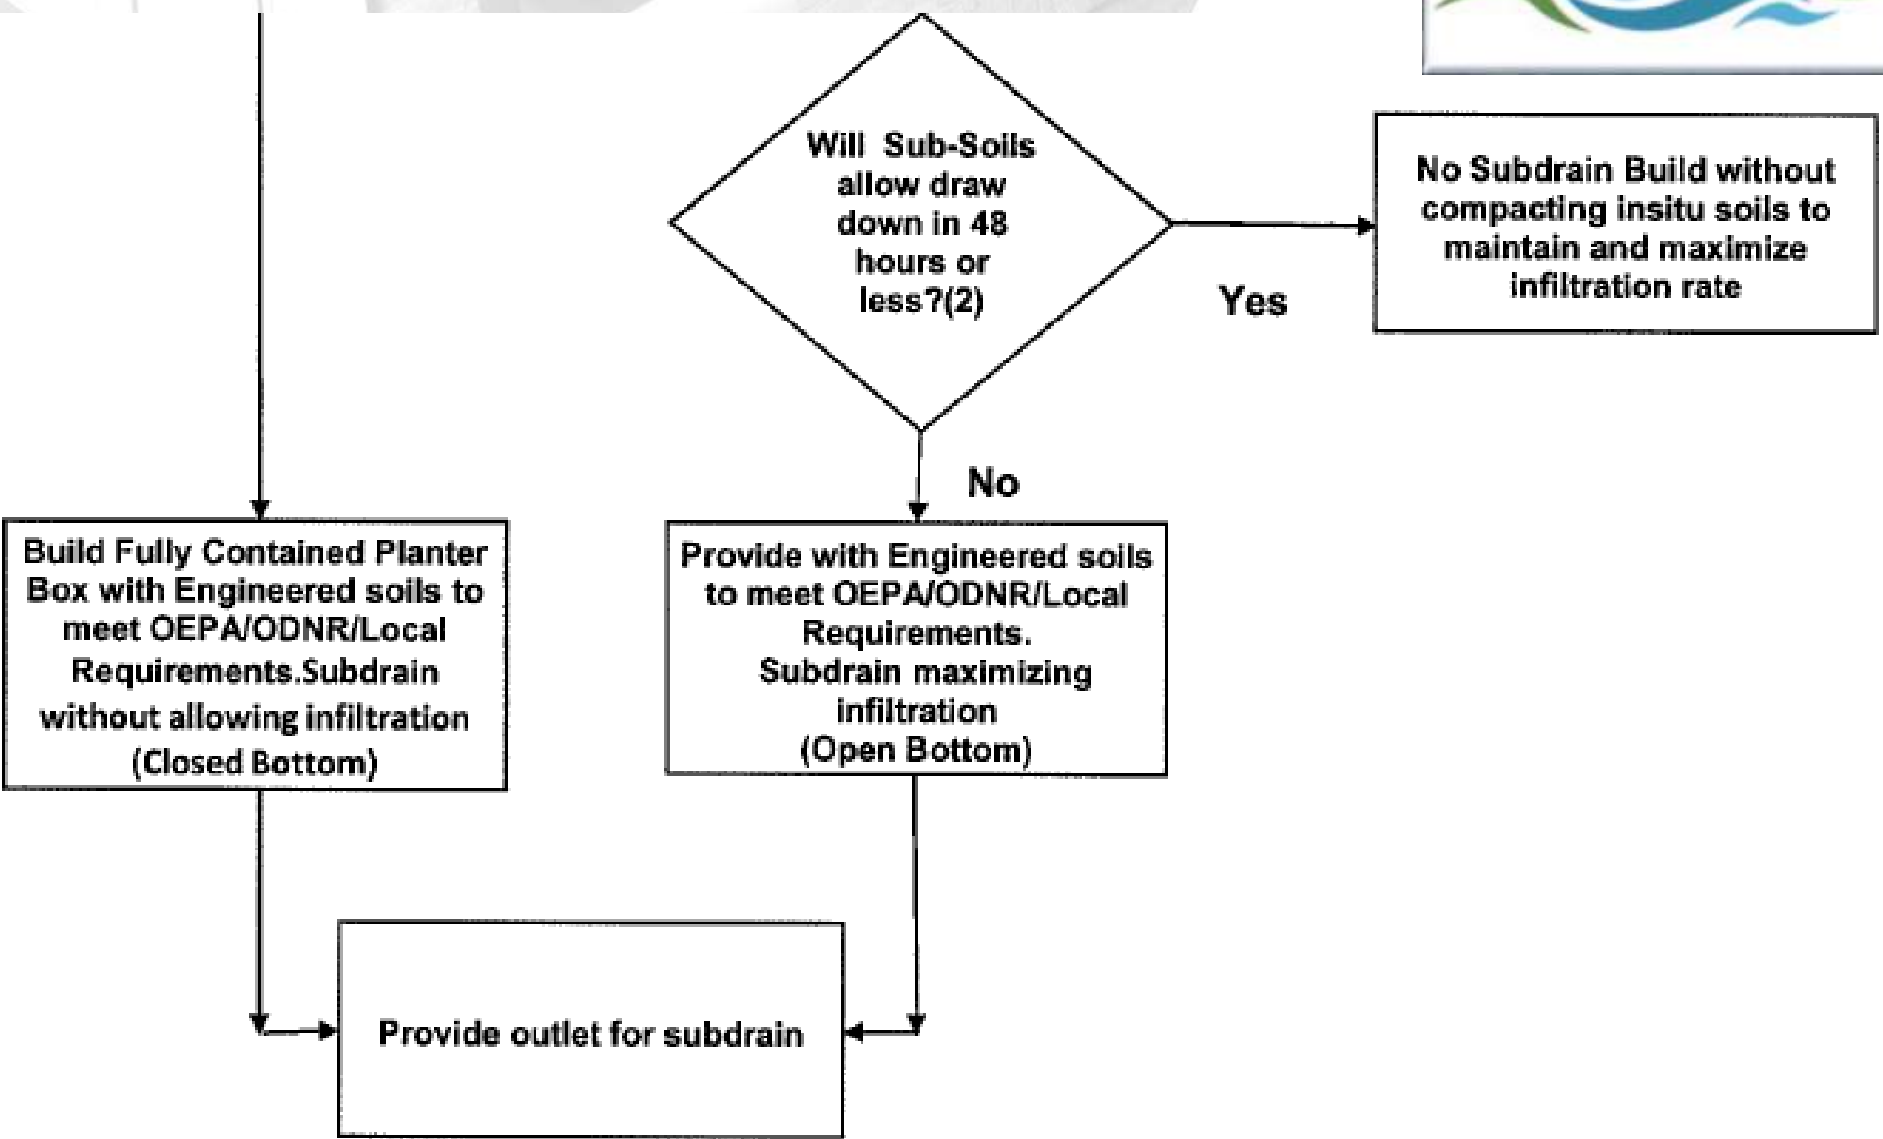 Will Sub-Soils
allow draw
down in 48
hours or
less?(2)
No Subdrain Build without
compacting insitu soils to
maintain and maximize
infiltration rate
Yes
No
Build Fully Contained Planter
Box with Engineered soils to
meet OEPA/ODNR/Local
Requirements.Subdrain
without allowing infiltration
(Closed Bottom)
Provide with Engineered soils
to meet OEPA/ODNR/Local
Requirements.
Subdrain maximizing
infiltration
(Open Bottom)
Provide outlet for subdrain